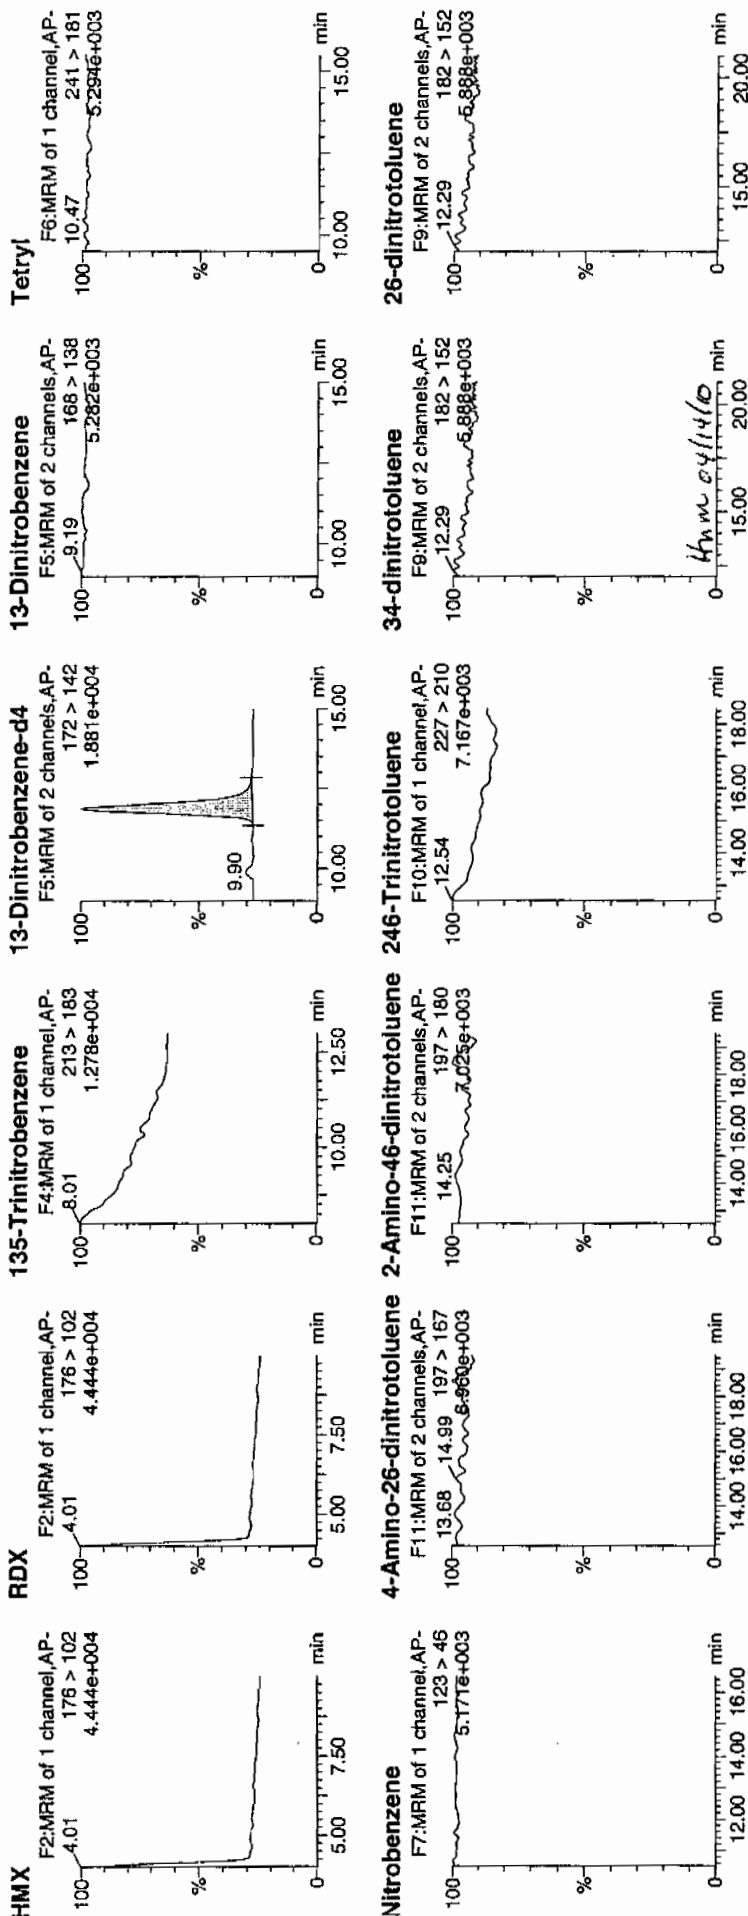 HMX
F2:MRM of 1 channel,AP-
176 > 102
4.444e+004
4.01
100
%
0
5.00 7.50 min
RDX
F2:MRM of 1 channel,AP-
176 > 102
4.444e+004
4.01
100
%
0
5.00 7.50 min
135-Trinitrobenzene
F4:MRM of 1 channel,AP-
213 > 183
1.278e+004
8.01
100
%
0
10.00 12.50 min
13-Dinitrobenzene-d4
F5:MRM of 2 channels,AP-
172 > 142
1.881e+004
9.90
100
%
0
10.00 15.00 min
13-Dinitrobenzene
F5:MRM of 2 channels,AP-
168 > 138
5.282e+003
9.19
100
%
0
10.00 15.00 min
Tetryl
F6:MRM of 1 channel,AP-
241 > 181
5.294e+003
10.47
100
%
0
10.00 15.00 min
Nitrobenzene
F7:MRM of 1 channel,AP-
123 > 46
5.171e+003
100
%
0
12.00 14.00 16.00 min
4-Amino-26-dinitrotoluene
F11:MRM of 2 channels,AP-
13.68 14.99 197 > 167
6.960e+003
100
%
0
14.00 16.00 18.00 min
2-Amino-46-dinitrotoluene
F11:MRM of 2 channels,AP-
14.25 197 > 180
7.025e+003
100
%
0
14.00 16.00 18.00 min
246-Trinitrotoluene
F10:MRM of 1 channel,AP-
12.54 227 > 210
7.167e+003
100
%
0
14.00 16.00 18.00 min
34-dinitrotoluene
F9:MRM of 2 channels,AP-
12.29 182 > 152
5.888e+003
100
%
0
15.00 20.00 min
04/14/10
26-dinitrotoluene
F9:MRM of 2 channels,AP-
12.29 182 > 152
5.888e+003
100
%
0
15.00 20.00 min